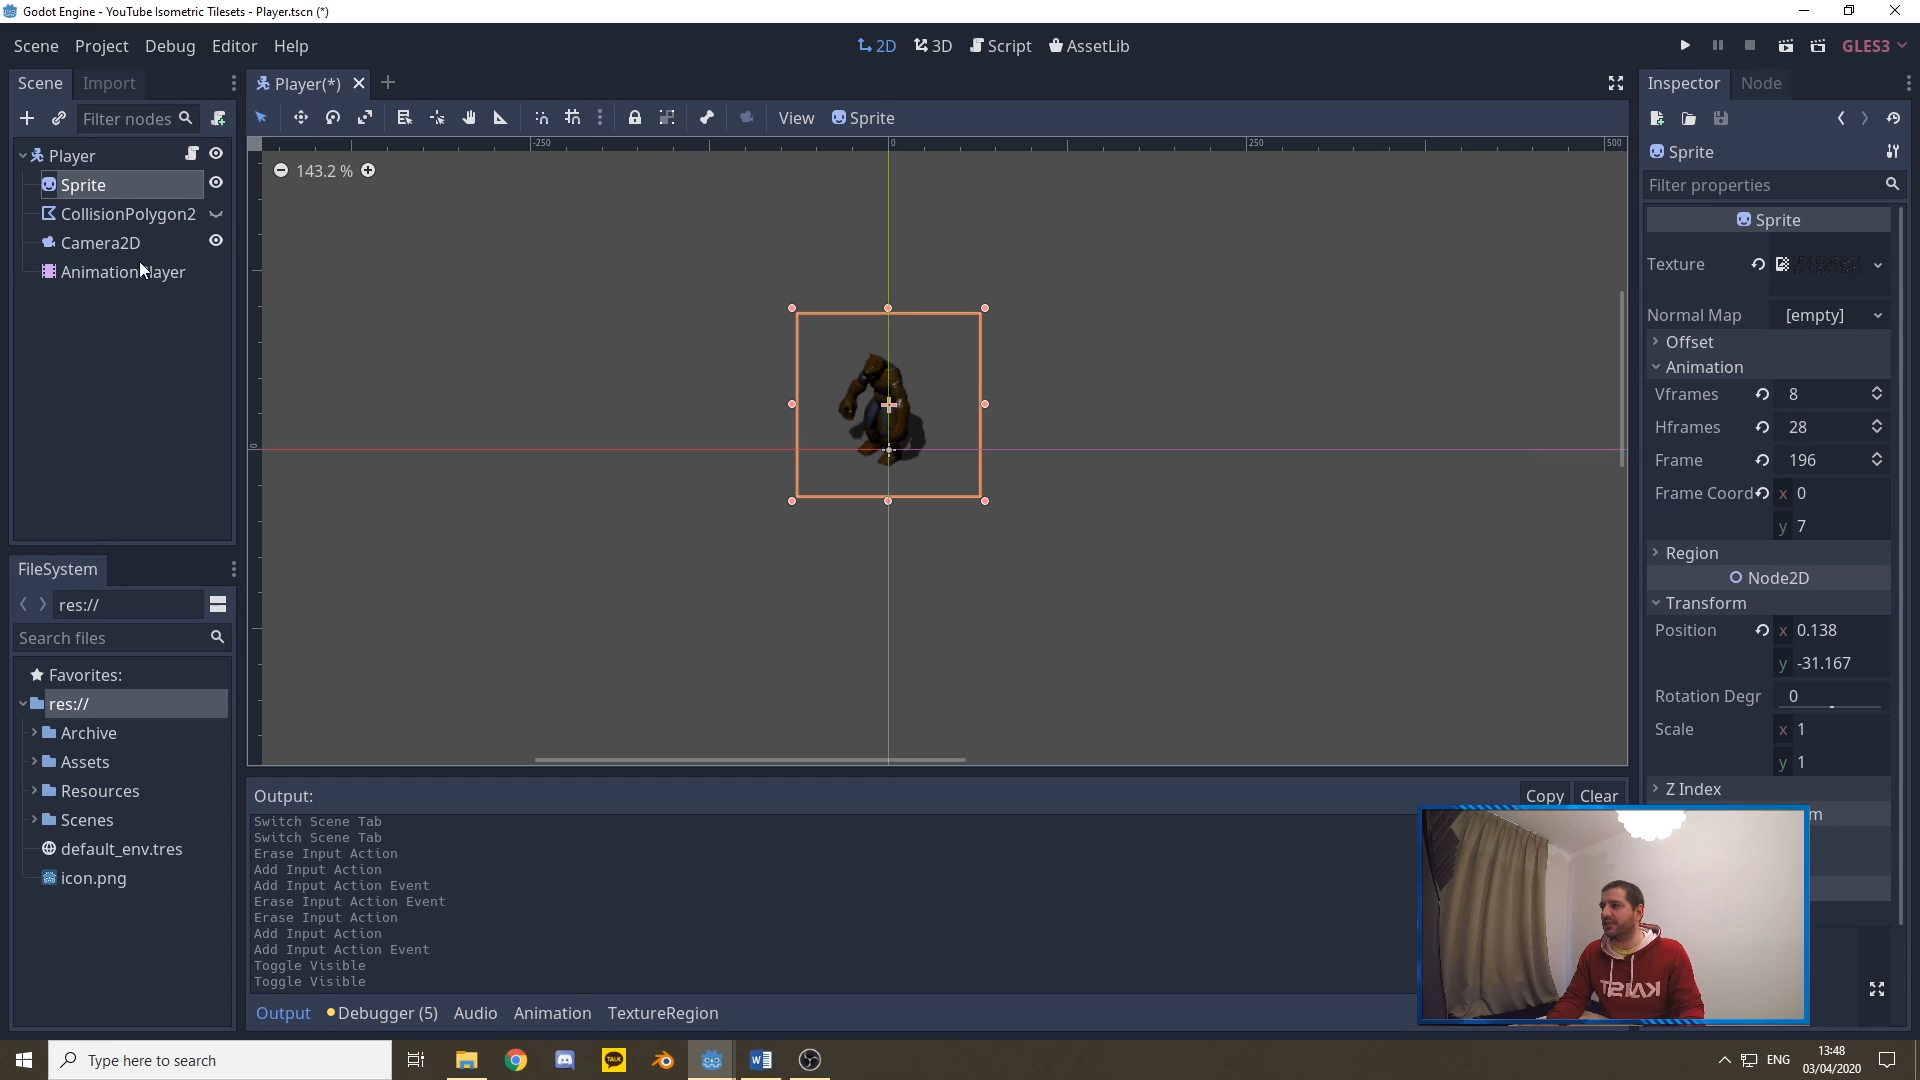 Godot Engine - YouTube Isometric Tilesets - Player.tscn (*)
Scene Project Debug Editor Help
2D 3D Script AssetLib
GLES3
Scene Import
Player(*)
Inspector Node
Filter nodes
View Sprite
Player
Sprite
CollisionPolygon2
Camera2D
-250 0 250 500
143.2 %
0
Sprite
Filter properties
Sprite
Texture
Normal Map [empty]
Offset
Animation
Vframes 8
Hframes 28
Frame 196
Frame Coord x 0
y 7
Region
Node2D
Transform
Position x 0.138
y -31.167
Rotation Degr 0
Scale x 1
y 1
Z Index
m
FileSystem
res://
Search files
Favorites:
res://
Archive
Assets
Resources
Scenes
default_env.tres
icon.png
Output:
Copy Clear
Switch Scene Tab
Switch Scene Tab
Erase Input Action
Add Input Action
Add Input Action Event
Erase Input Action Event
Erase Input Action
Add Input Action
Add Input Action Event
Toggle Visible
Toggle Visible
Output Debugger (5) Audio Animation TextureRegion
Type here to search
TALK
ENG
13:48
03/04/2020